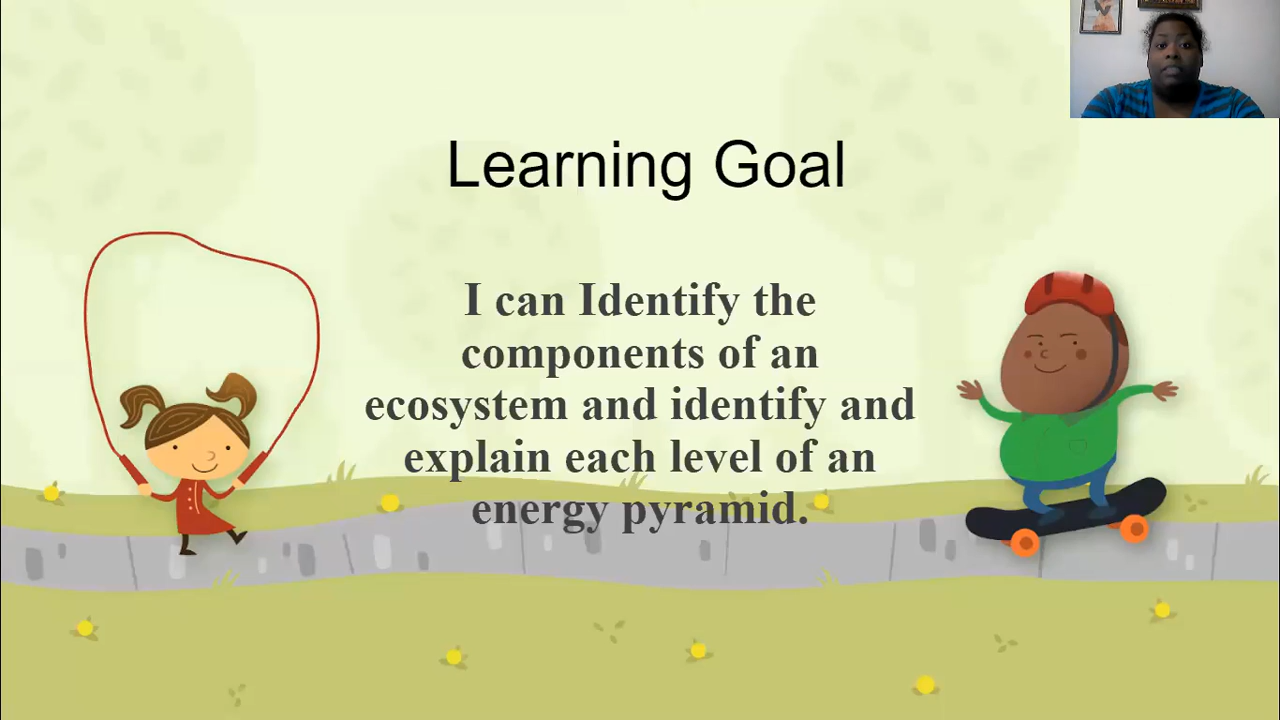 Learning Goal
I can Identify the
components of an
ecosystem and identify and
explain each level of an
energy pyramid.